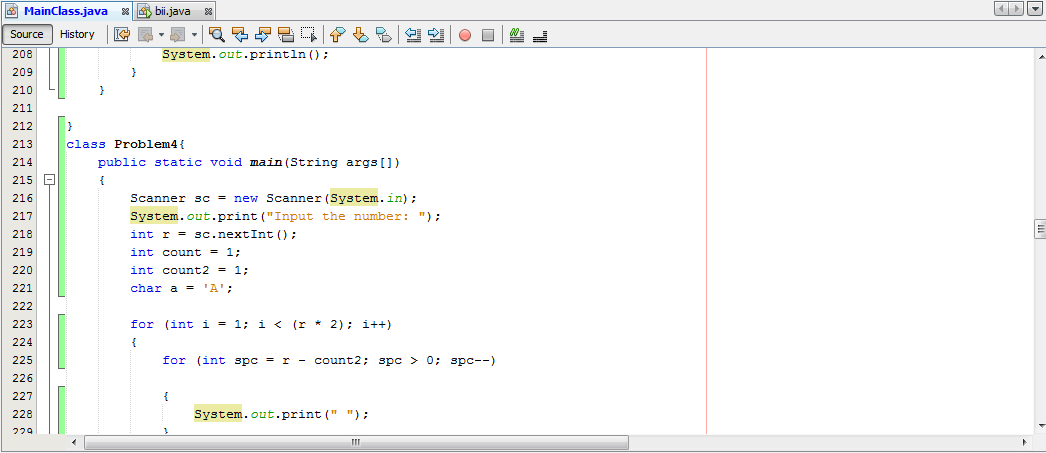 MainClass.java bii.java
Source History
208 System.out.println();
209 }
210 }
211
212 }
213 class Problem4{
214 public static void main(String args[])
215 {
216 Scanner sc = new Scanner(System.in);
217 System.out.print("Input the number: ");
218 int r = sc.nextInt();
219 int count = 1;
220 int count2 = 1;
221 char a = 'A';
222
223 for (int i = 1; i < (r * 2); i++)
224 {
225 for (int spc = r - count2; spc > 0; spc--)
226
227 {
228 System.out.print(" ");
229 }